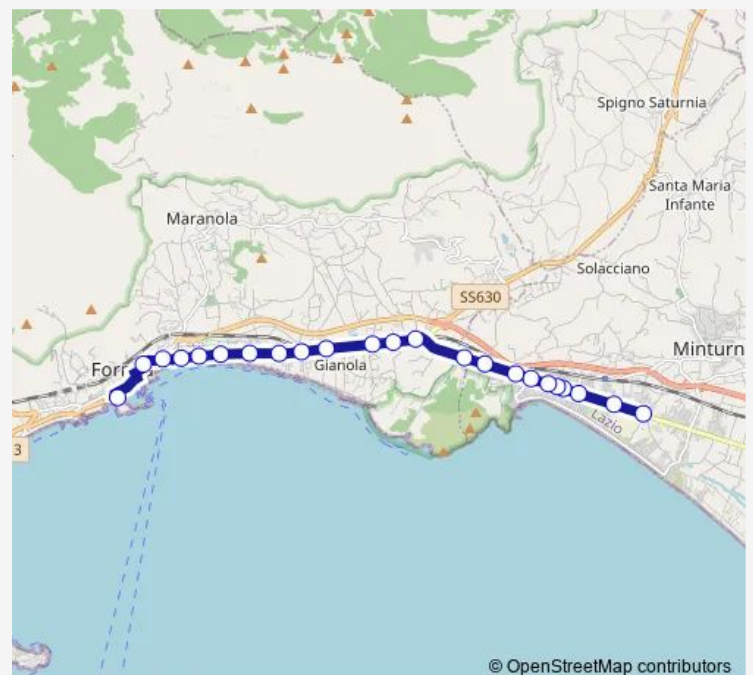 Spigno Saturnia
Santa Maria
Infante
Maranola
Solacciano
SS630
Minturn
Forr
Gianola
Lazio
3
© OpenStreetMap contributors